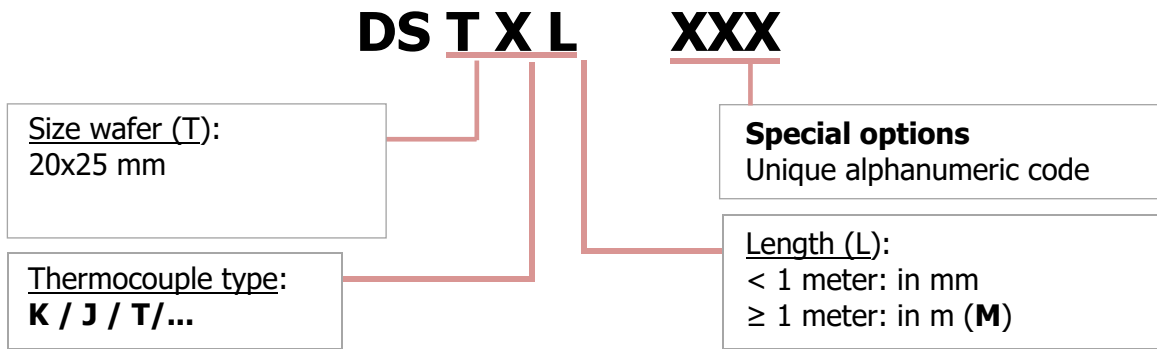 DS T X L XXX
Size wafer (T):
20x25 mm
Special options
Unique alphanumeric code
Thermocouple type:
K / J / T/...
Length (L):
< 1 meter: in mm
≥ 1 meter: in m (M)